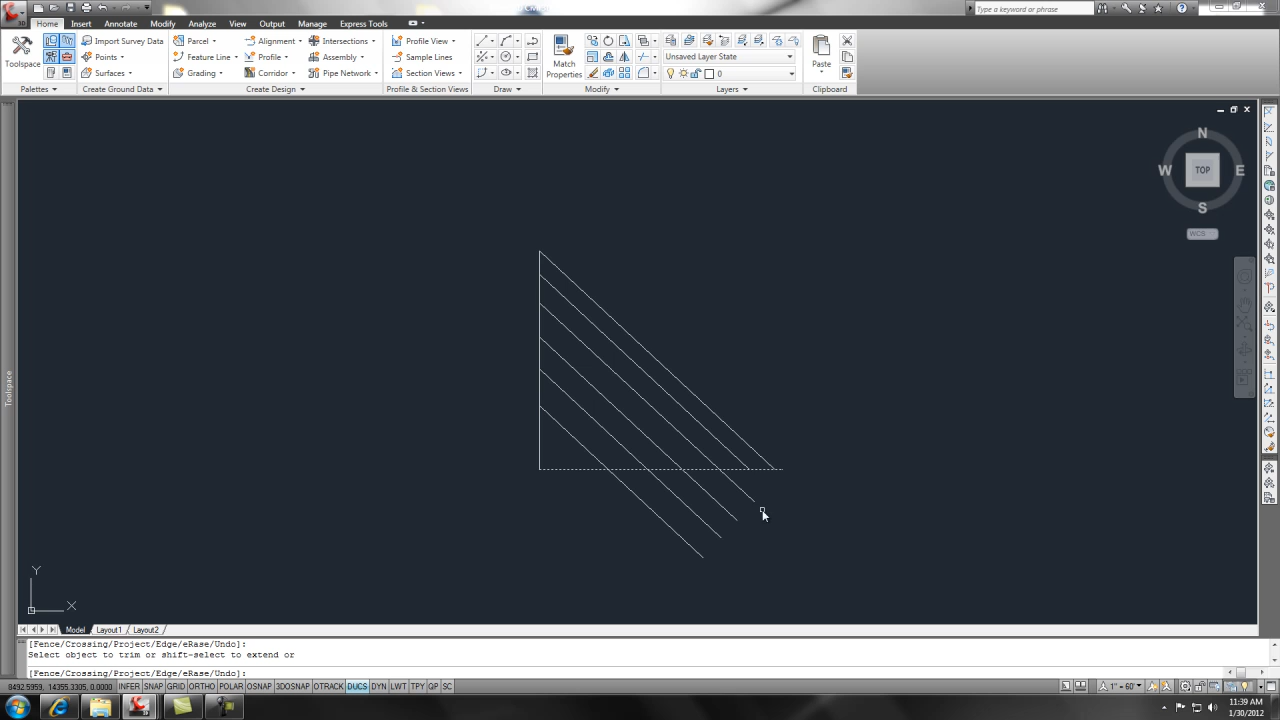 Type a keyword or phrase
Home Insert Annotate Modify Analyze View Output Manage Express Tools
Toolspace
Import Survey Data
Points
Surfaces
Parcel
Feature Line
Grading
Alignment
Profile
Corridor
Intersections
Assembly
Pipe Network
Profile View
Sample Lines
Section Views
Match
Properties
Unsaved Layer State
0
Paste
Palettes Create Ground Data Create Design Profile & Section Views Draw Modify Layers Clipboard
N
W TOP E
S
WCS
Toolspace
Y
X
Model Layout1 Layout2
[Fence/Crossing/Project/Edge/eRase/Undo]:
Select object to trim or shift-select to extend or
[Fence/Crossing/Project/Edge/eRase/Undo]:
8492.5959, 14355.3305, 0.0000 INFER SNAP GRID ORTHO POLAR OSNAP 3DOSNAP OTRACK DUCS DYN LWT TPY QP SC 1" = 60'
11:39 AM
1/30/2012